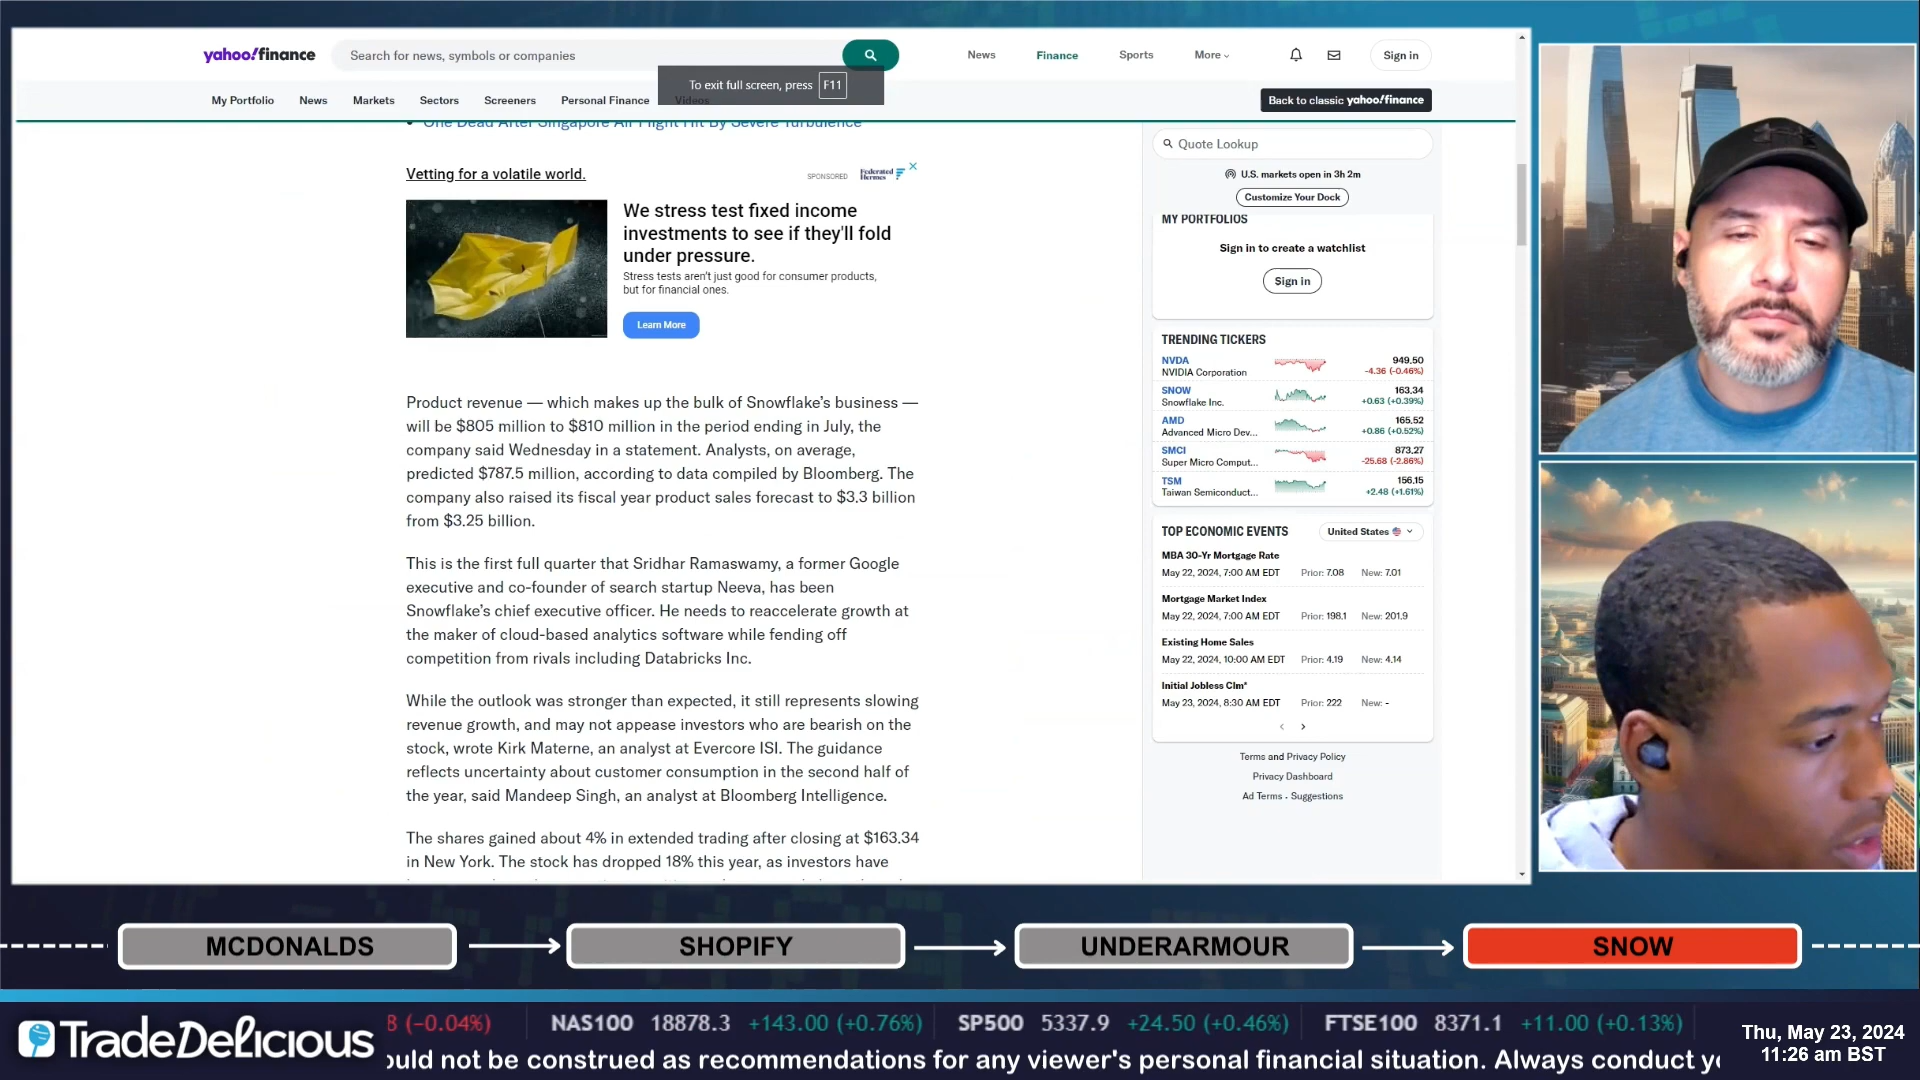 yahoo!finance
Search for news, symbols or companies
News
Finance
Sports
More
Sign in
To exit full screen, press F11
My Portfolio
News
Markets
Sectors
Screeners
Personal Finance
Videos
Back to classic yahoo!finance
One Dead After Singapore Air Flight Hit By Severe Turbulence
Vetting for a volatile world.
SPONSORED
Federated Hermes
We stress test fixed income
investments to see if they'll fold
under pressure.
Stress tests aren't just good for consumer products,
but for financial ones.
Learn More
Product revenue — which makes up the bulk of Snowflake's business —
will be $805 million to $810 million in the period ending in July, the
company said Wednesday in a statement. Analysts, on average,
predicted $787.5 million, according to data compiled by Bloomberg. The
company also raised its fiscal year product sales forecast to $3.3 billion
from $3.25 billion.
This is the first full quarter that Sridhar Ramaswamy, a former Google
executive and co-founder of search startup Neeva, has been
Snowflake's chief executive officer. He needs to reaccelerate growth at
the maker of cloud-based analytics software while fending off
competition from rivals including Databricks Inc.
While the outlook was stronger than expected, it still represents slowing
revenue growth, and may not appease investors who are bearish on the
stock, wrote Kirk Materne, an analyst at Evercore ISI. The guidance
reflects uncertainty about customer consumption in the second half of
the year, said Mandeep Singh, an analyst at Bloomberg Intelligence.
The shares gained about 4% in extended trading after closing at $163.34
in New York. The stock has dropped 18% this year, as investors have
Quote Lookup
U.S. markets open in 3h 2m
Customize Your Dock
MY PORTFOLIOS
Sign in to create a watchlist
Sign in
TRENDING TICKERS
NVDA 949.50
NVIDIA Corporation -4.36 (-0.46%)
SNOW 163.34
Snowflake Inc. +0.63 (+0.39%)
AMD 165.52
Advanced Micro Dev... +0.86 (+0.52%)
SMCI 873.27
Super Micro Comput... -25.68 (-2.86%)
TSM 156.15
Taiwan Semiconduct... +2.48 (+1.61%)
TOP ECONOMIC EVENTS
United States
MBA 30-Yr Mortgage Rate
May 22, 2024, 7:00 AM EDT Prior: 7.08 New: 7.01
Mortgage Market Index
May 22, 2024, 7:00 AM EDT Prior: 198.1 New: 201.9
Existing Home Sales
May 22, 2024, 10:00 AM EDT Prior: 4.19 New: 4.14
Initial Jobless Clm*
May 23, 2024, 8:30 AM EDT Prior: 222 New: -
Terms and Privacy Policy
Privacy Dashboard
Ad Terms • Suggestions
MCDONALDS
SHOPIFY
UNDERARMOUR
SNOW
TradeDelicious
(−0.04%) NAS100 18878.3 +143.00 (+0.76%) SP500 5337.9 +24.50 (+0.46%) FTSE100 8371.1 +11.00 (+0.13%)
ould not be construed as recommendations for any viewer's personal financial situation. Always conduct
Thu, May 23, 2024
11:26 am BST